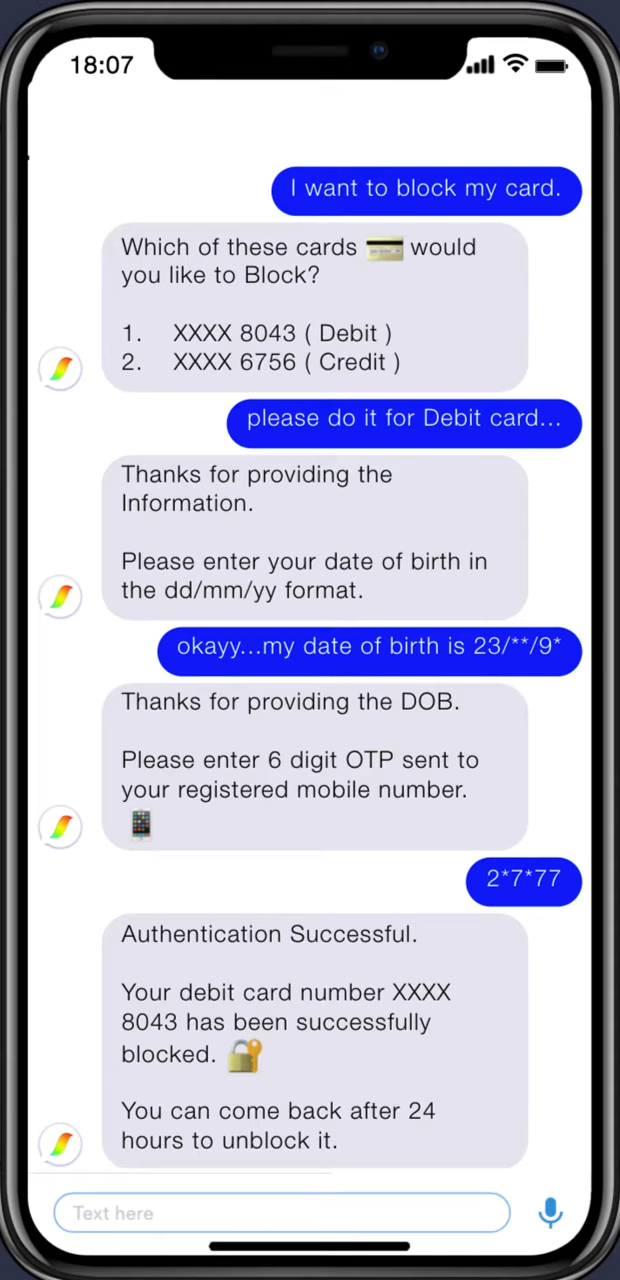 18:07
I want to block my card.
Which of these cards would
you like to Block?
1. XXXX 8043 ( Debit )
2. XXXX 6756 ( Credit )
please do it for Debit card...
Thanks for providing the
Information.
Please enter your date of birth in
the dd/mm/yy format.
okayy...my date of birth is 23/**/9*
Thanks for providing the DOB.
Please enter 6 digit OTP sent to
your registered mobile number.
2*7*77
Authentication Successful.
Your debit card number XXXX
8043 has been successfully
blocked.
You can come back after 24
hours to unblock it.
Text here